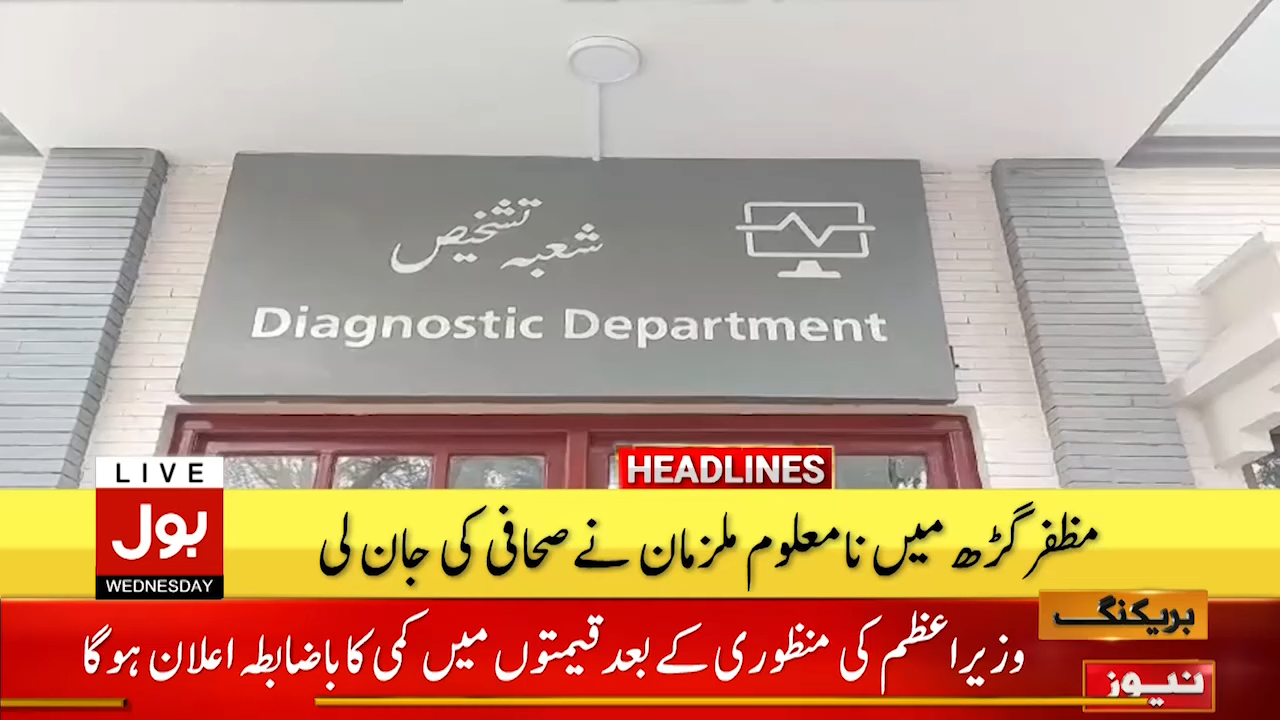 شعبہ تشخیص
Diagnostic Department
HEADLINES
LIVE
بول
WEDNESDAY
مظفر گڑھ میں نامعلوم ملزمان نے صحافی کی جان لی
بریکنگ
نیوز
وزیراعظم کی منظوری کے بعد قیمتوں میں کمی کا باضابطہ اعلان ہوگا